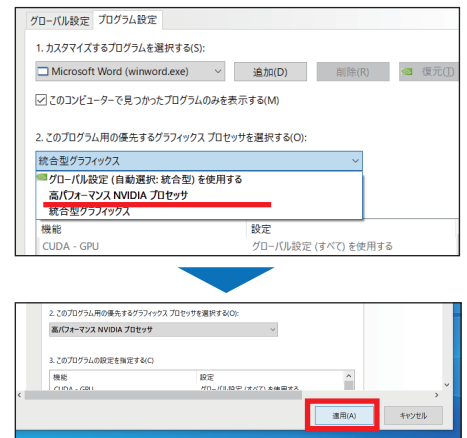 グローバル設定 プログラム設定
1. カスタマイズするプログラムを選択する(S):
Microsoft Word (winword.exe) 追加(D) 削除(R) 復元(T)
このコンピューターで見つかったプログラムのみを表示する(M)
2. このプログラム用の優先するグラフィックス プロセッサを選択する(O):
統合型グラフィックス
グローバル設定 (自動選択: 統合型) を使用する
高パフォーマンス NVIDIA プロセッサ
統合型グラフィックス
機能 設定
CUDA - GPU グローバル設定 (すべて) を使用する
2. このプログラム用の優先するグラフィックス プロセッサを選択する(O):
高パフォーマンス NVIDIA プロセッサ
3. このプログラムの設定を指定する(C)
機能 設定
CUDA - GPU グローバル設定 (すべて) を使用する
適用(A) キャンセル